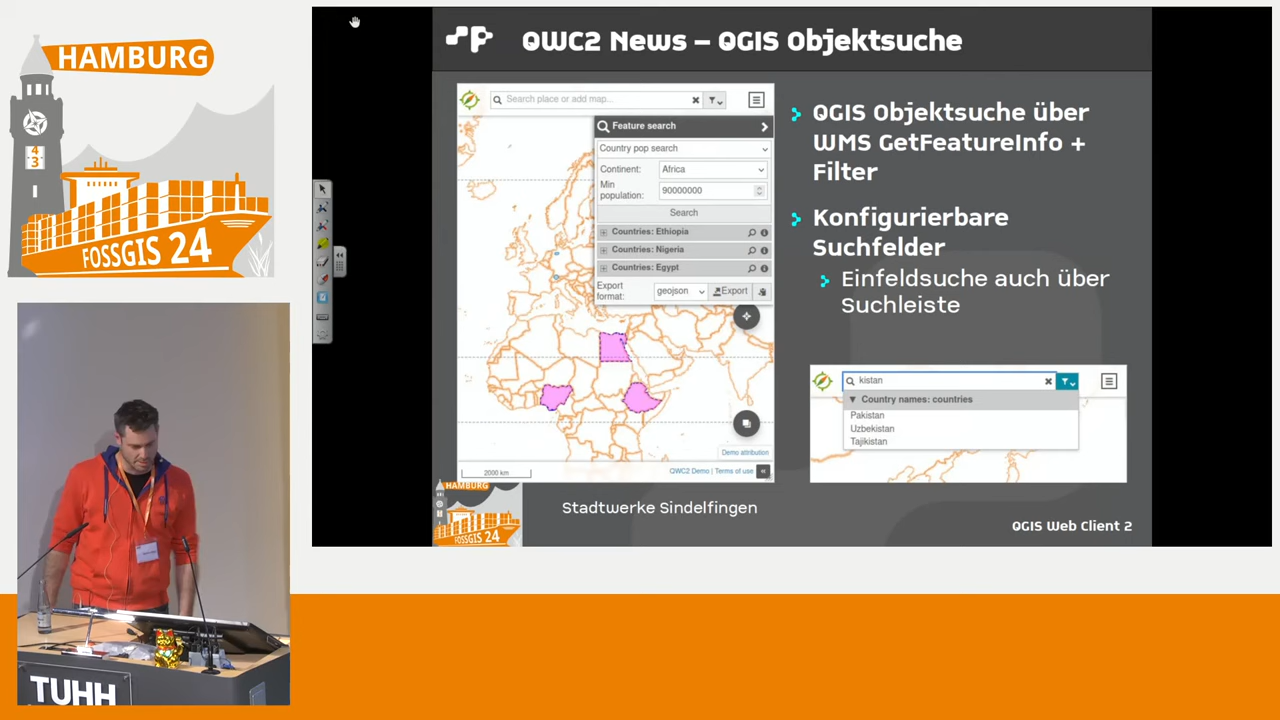 HAMBURG
4
3
FOSSGIS 24
TUHH
QWC2 News – QGIS Objektsuche
Search place or add map...
Feature search
Country pop search
Continent:
Africa
Min
population:
90000000
Search
Countries: Ethiopia
Countries: Nigeria
Countries: Egypt
Export
format:
geojson
Export
2000 km
Demo attribution
QWC2 Demo | Terms of use
QGIS Objektsuche über
WMS GetFeatureInfo +
Filter
Konfigurierbare
Suchfelder
Einfeldsuche auch über
Suchleiste
kistan
Country names: countries
Pakistan
Uzbekistan
Tajikistan
HAMBURG
FOSSGIS 24
Stadtwerke Sindelfingen
QGIS Web Client 2